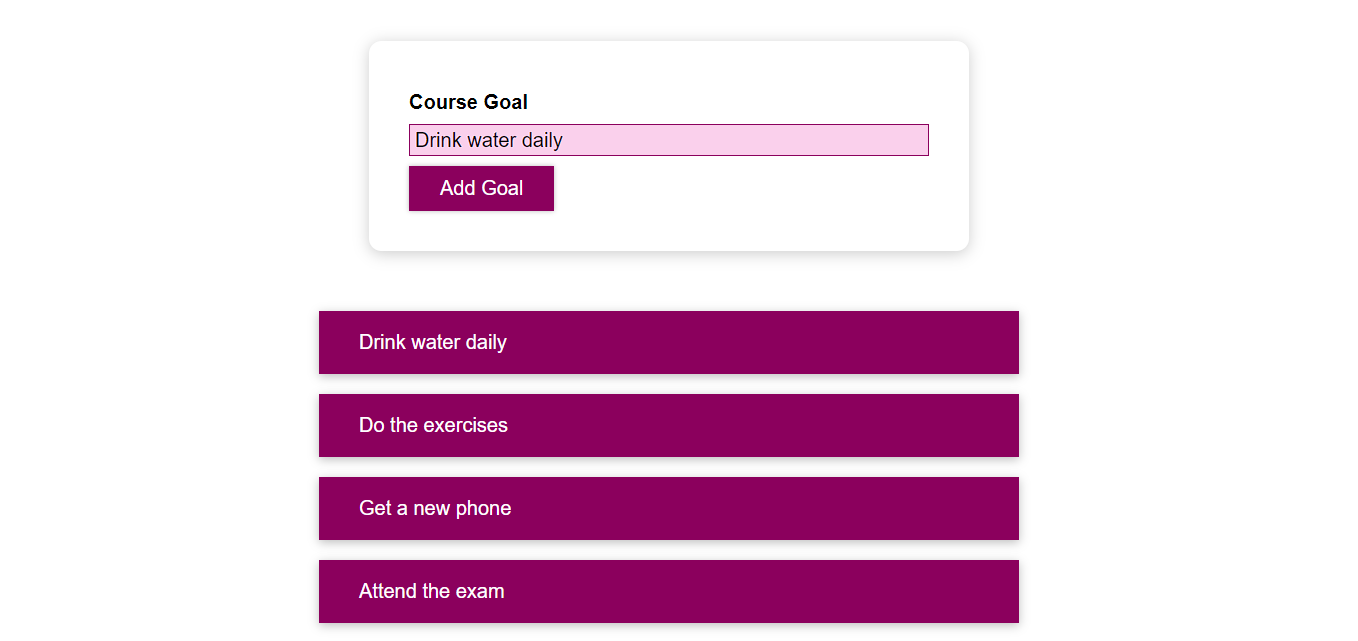 Course Goal
Drink water daily
Add Goal
Drink water daily
Do the exercises
Get a new phone
Attend the exam